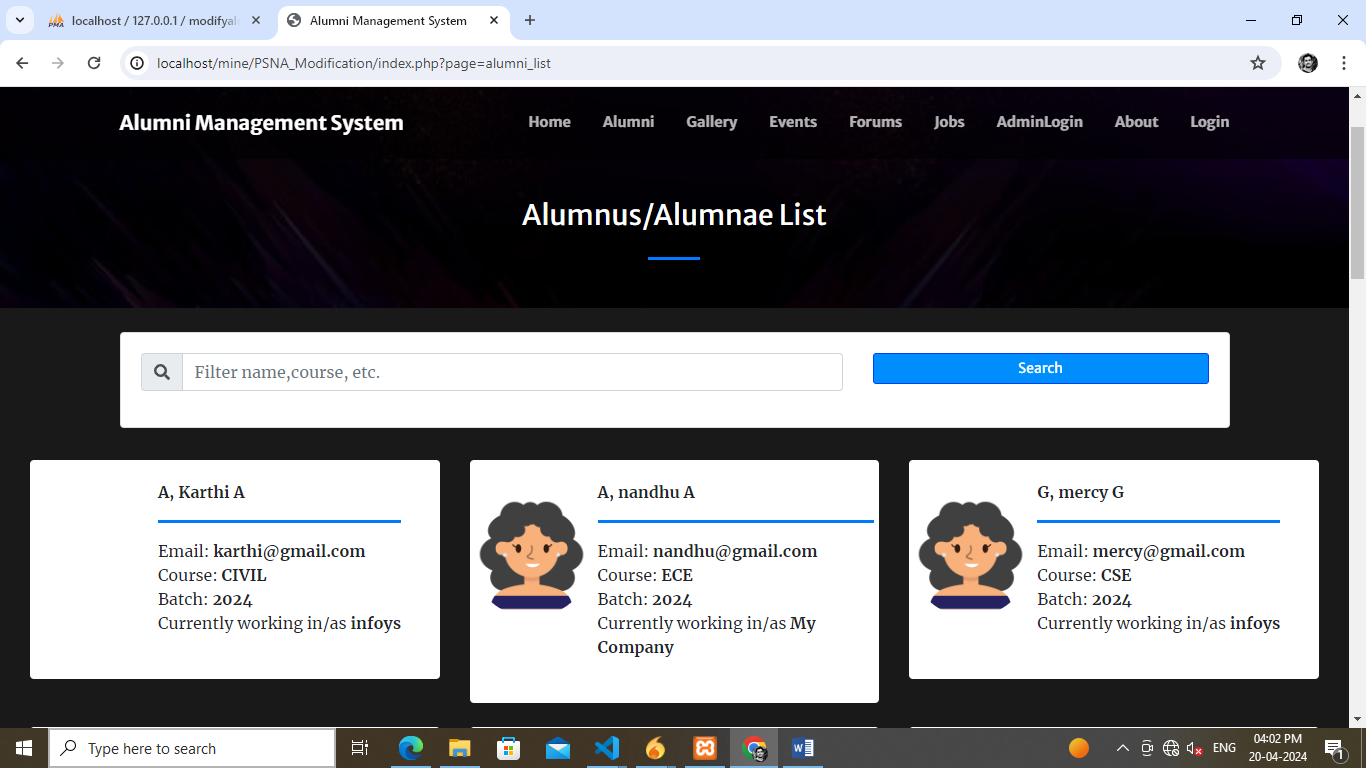 localhost / 127.0.0.1 / modifyal
Alumni Management System
localhost/mine/PSNA_Modification/index.php?page=alumni_list
Alumni Management System Home Alumni Gallery Events Forums Jobs AdminLogin About Login
Alumnus/Alumnae List
Filter name,course, etc. Search
A, Karthi A
Email: karthi@gmail.com
Course: CIVIL
Batch: 2024
Currently working in/as infoys
A, nandhu A
Email: nandhu@gmail.com
Course: ECE
Batch: 2024
Currently working in/as My
Company
G, mercy G
Email: mercy@gmail.com
Course: CSE
Batch: 2024
Currently working in/as infoys
Type here to search
ENG
04:02 PM
20-04-2024
1